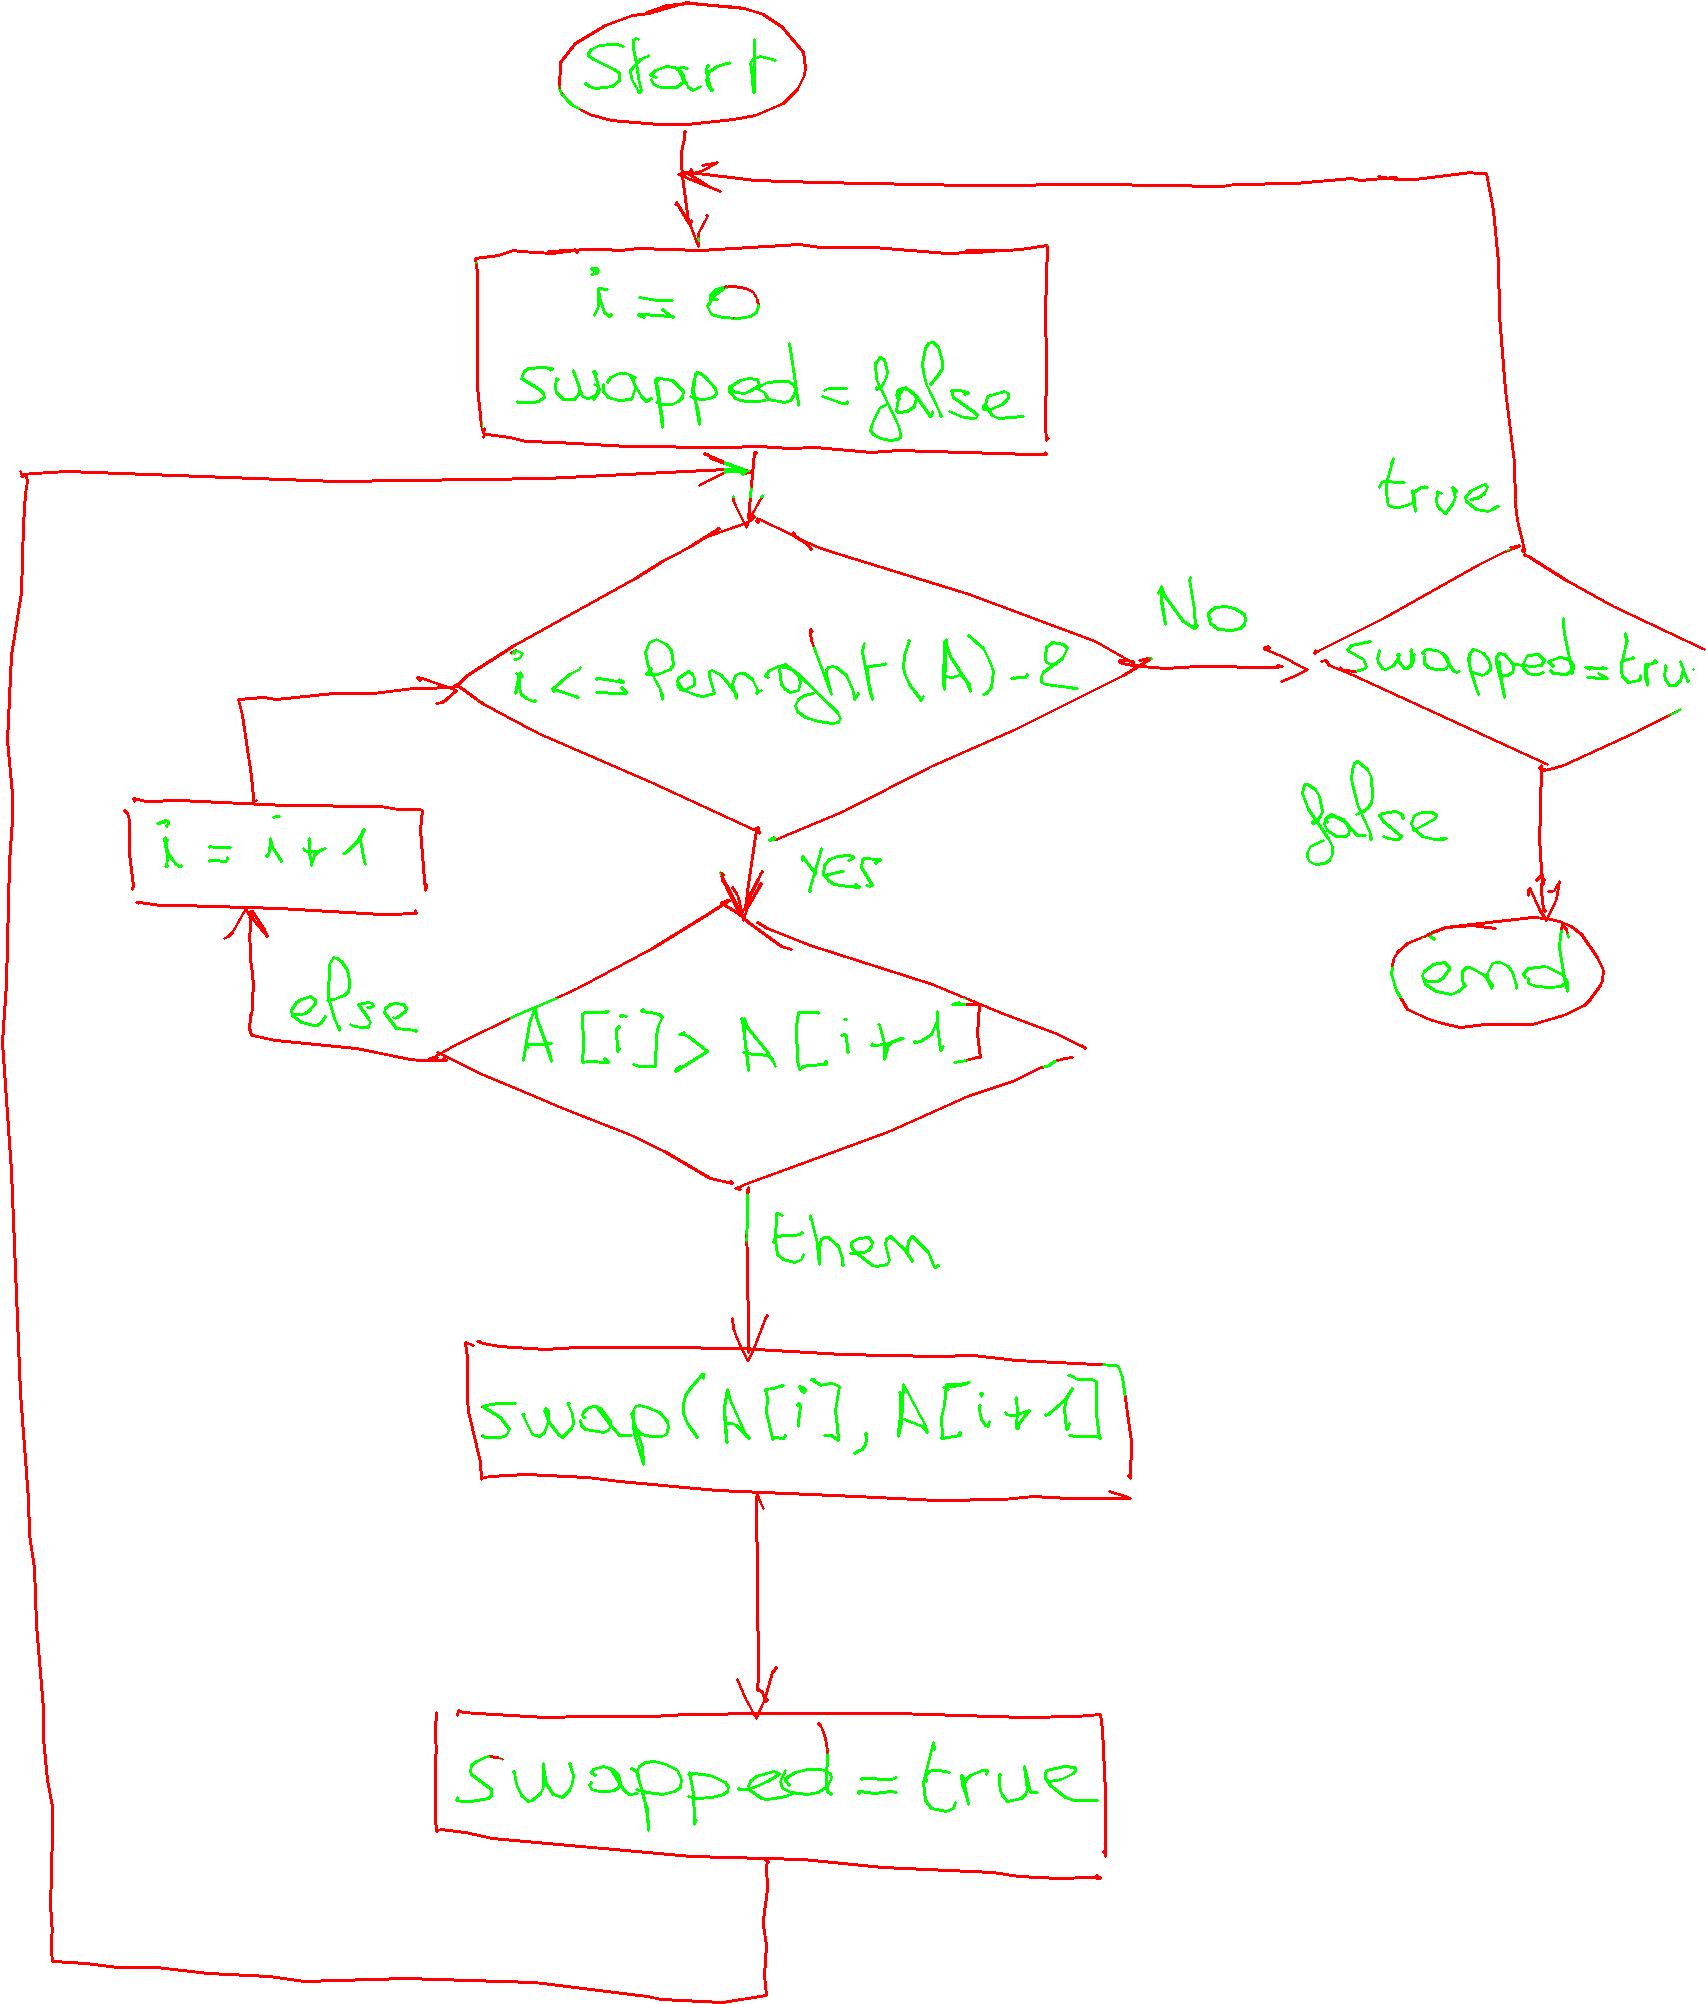 Start
i = 0
swapped = false
true
No
i <= lenght(A) - 2
swapped = tru
i = i + 1
yes
false
else
end
A[i] > A[i+1]
then
swap(A[i], A[i+1]
swapped = true